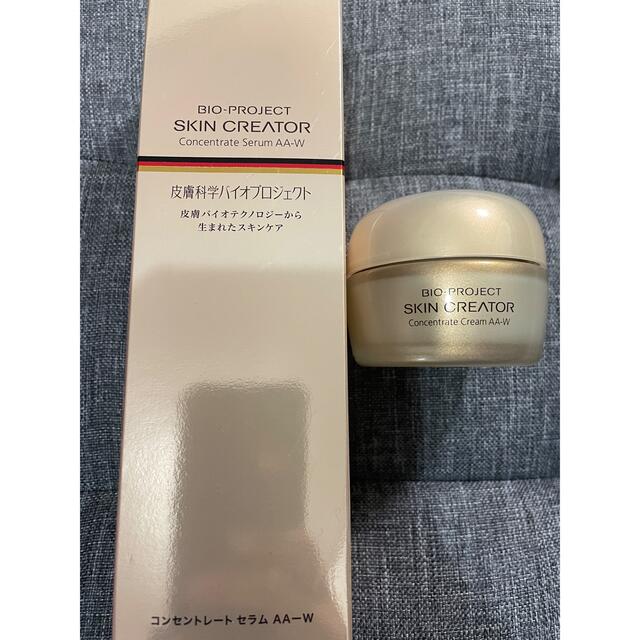 BIO-PROJECT
SKIN CREATOR
Concentrate Serum AA-W
皮膚科学バイオプロジェクト
皮膚バイオテクノロジーから
生まれたスキンケア
コンセントレート セラム AA－W
BIO-PROJECT
SKIN CREATOR
Concentrate Cream AA-W